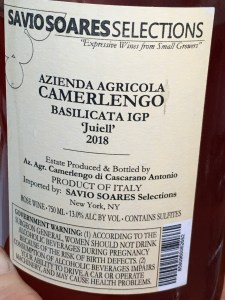 SAVIO SOARES SELECTIONS
"Expressive Wines from Small Growers"
AZIENDA AGRICOLA
CAMERLENGO
BASILICATA IGP
'Juiell'
2018
Estate Produced & Bottled by
Az. Agr. Camerlengo di Cascarano Antonio
PRODUCT OF ITALY
Imported by: SAVIO SOARES Selections
New York, NY
ROSE WINE • 750 ML • 13.0% ALC BY VOL • CONTAINS SULFITES
GOVERNMENT WARNING: (1) ACCORDING TO THE
SURGEON GENERAL, WOMEN SHOULD NOT DRINK
ALCOHOLIC BEVERAGES DURING PREGNANCY
BECAUSE OF THE RISK OF BIRTH DEFECTS. (2)
CONSUMPTION OF ALCOHOLIC BEVERAGES IMPAIRS
YOUR ABILITY TO DRIVE A CAR OR OPERATE
MACHINERY, AND MAY CAUSE HEALTH PROBLEMS.